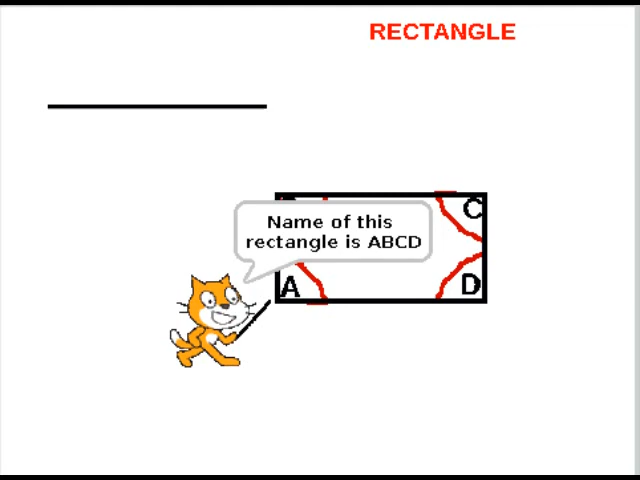 RECTANGLE
C
Name of this
rectangle is ABCD
A
D